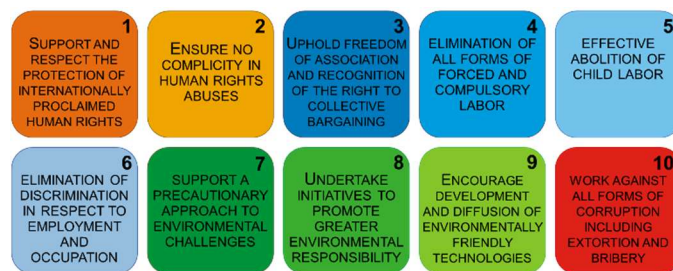 1
SUPPORT AND
RESPECT THE
PROTECTION OF
INTERNATIONALLY
PROCLAIMED
HUMAN RIGHTS
2
ENSURE NO
COMPLICITY IN
HUMAN RIGHTS
ABUSES
3
UPHOLD FREEDOM
OF ASSOCIATION
AND RECOGNITION
OF THE RIGHT TO
COLLECTIVE
BARGAINING
4
ELIMINATION OF
ALL FORMS OF
FORCED AND
COMPULSORY
LABOR
5
EFFECTIVE
ABOLITION OF
CHILD LABOR
6
ELIMINATION OF
DISCRIMINATION
IN RESPECT TO
EMPLOYMENT
AND
OCCUPATION
7
SUPPORT A
PRECAUTIONARY
APPROACH TO
ENVIRONMENTAL
CHALLENGES
8
UNDERTAKE
INITIATIVES TO
PROMOTE
GREATER
ENVIRONMENTAL
RESPONSIBILITY
9
ENCOURAGE
DEVELOPMENT
AND DIFFUSION OF
ENVIRONMENTALLY
FRIENDLY
TECHNOLOGIES
10
WORK AGAINST
ALL FORMS OF
CORRUPTION
INCLUDING
EXTORTION AND
BRIBERY